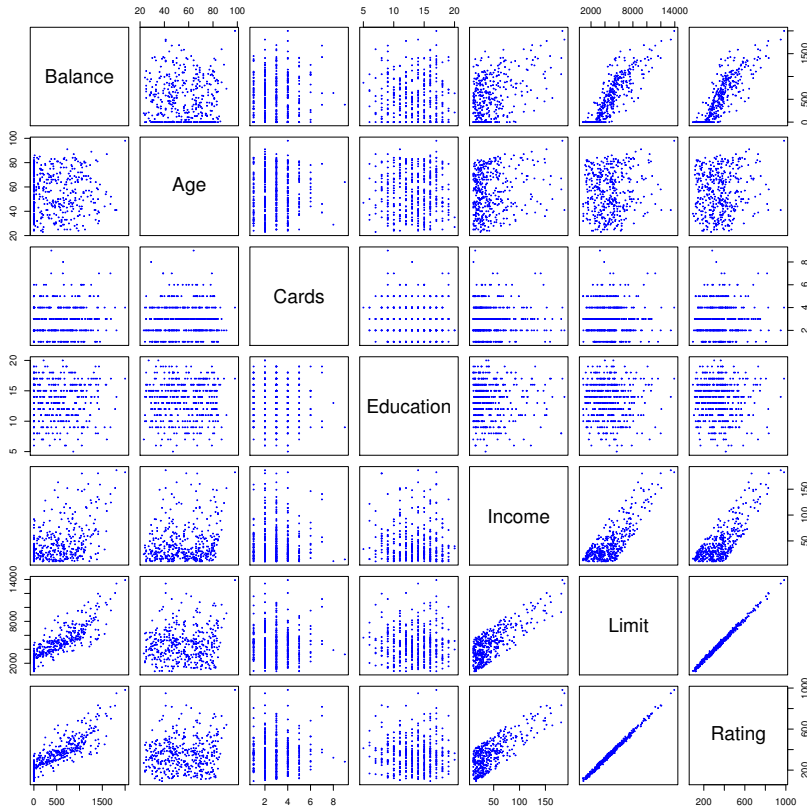 20 40 60 80 100 5 10 15 20 2000 8000 14000
Balance
0 500 1500
Age
20 40 60 80 100
Cards
2 4 6 8
Education
5 10 15 20
Income
50 100 150
Limit
2000 8000 14000
Rating
200 600 1000
0 500 1500 2 4 6 8 50 100 150 200 600 1000